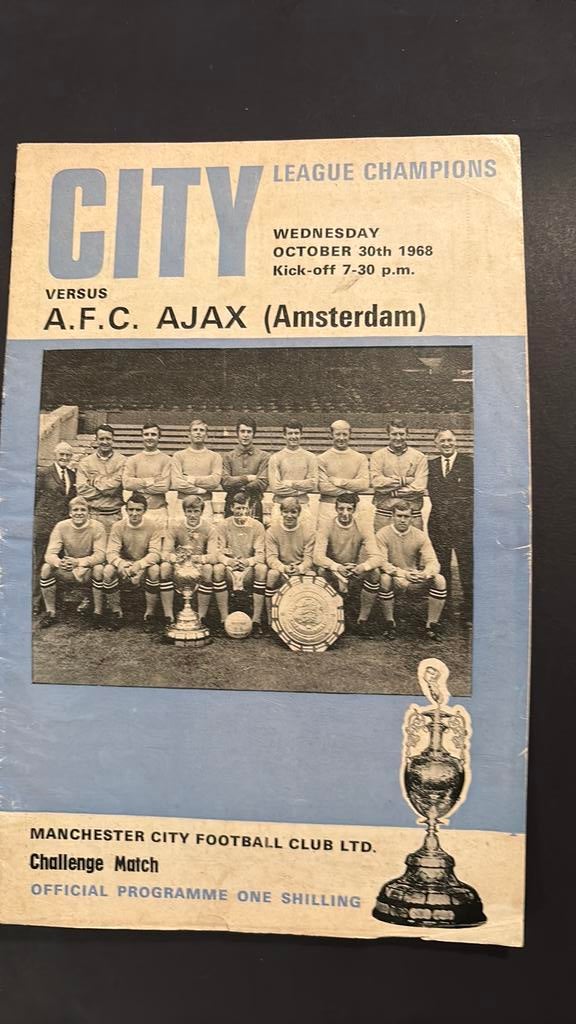 CITY
LEAGUE CHAMPIONS
WEDNESDAY
OCTOBER 30th 1968
Kick-off 7-30 p.m.
VERSUS
A.F.C. AJAX (Amsterdam)
MANCHESTER CITY FOOTBALL CLUB LTD.
Challenge Match
OFFICIAL PROGRAMME ONE SHILLING